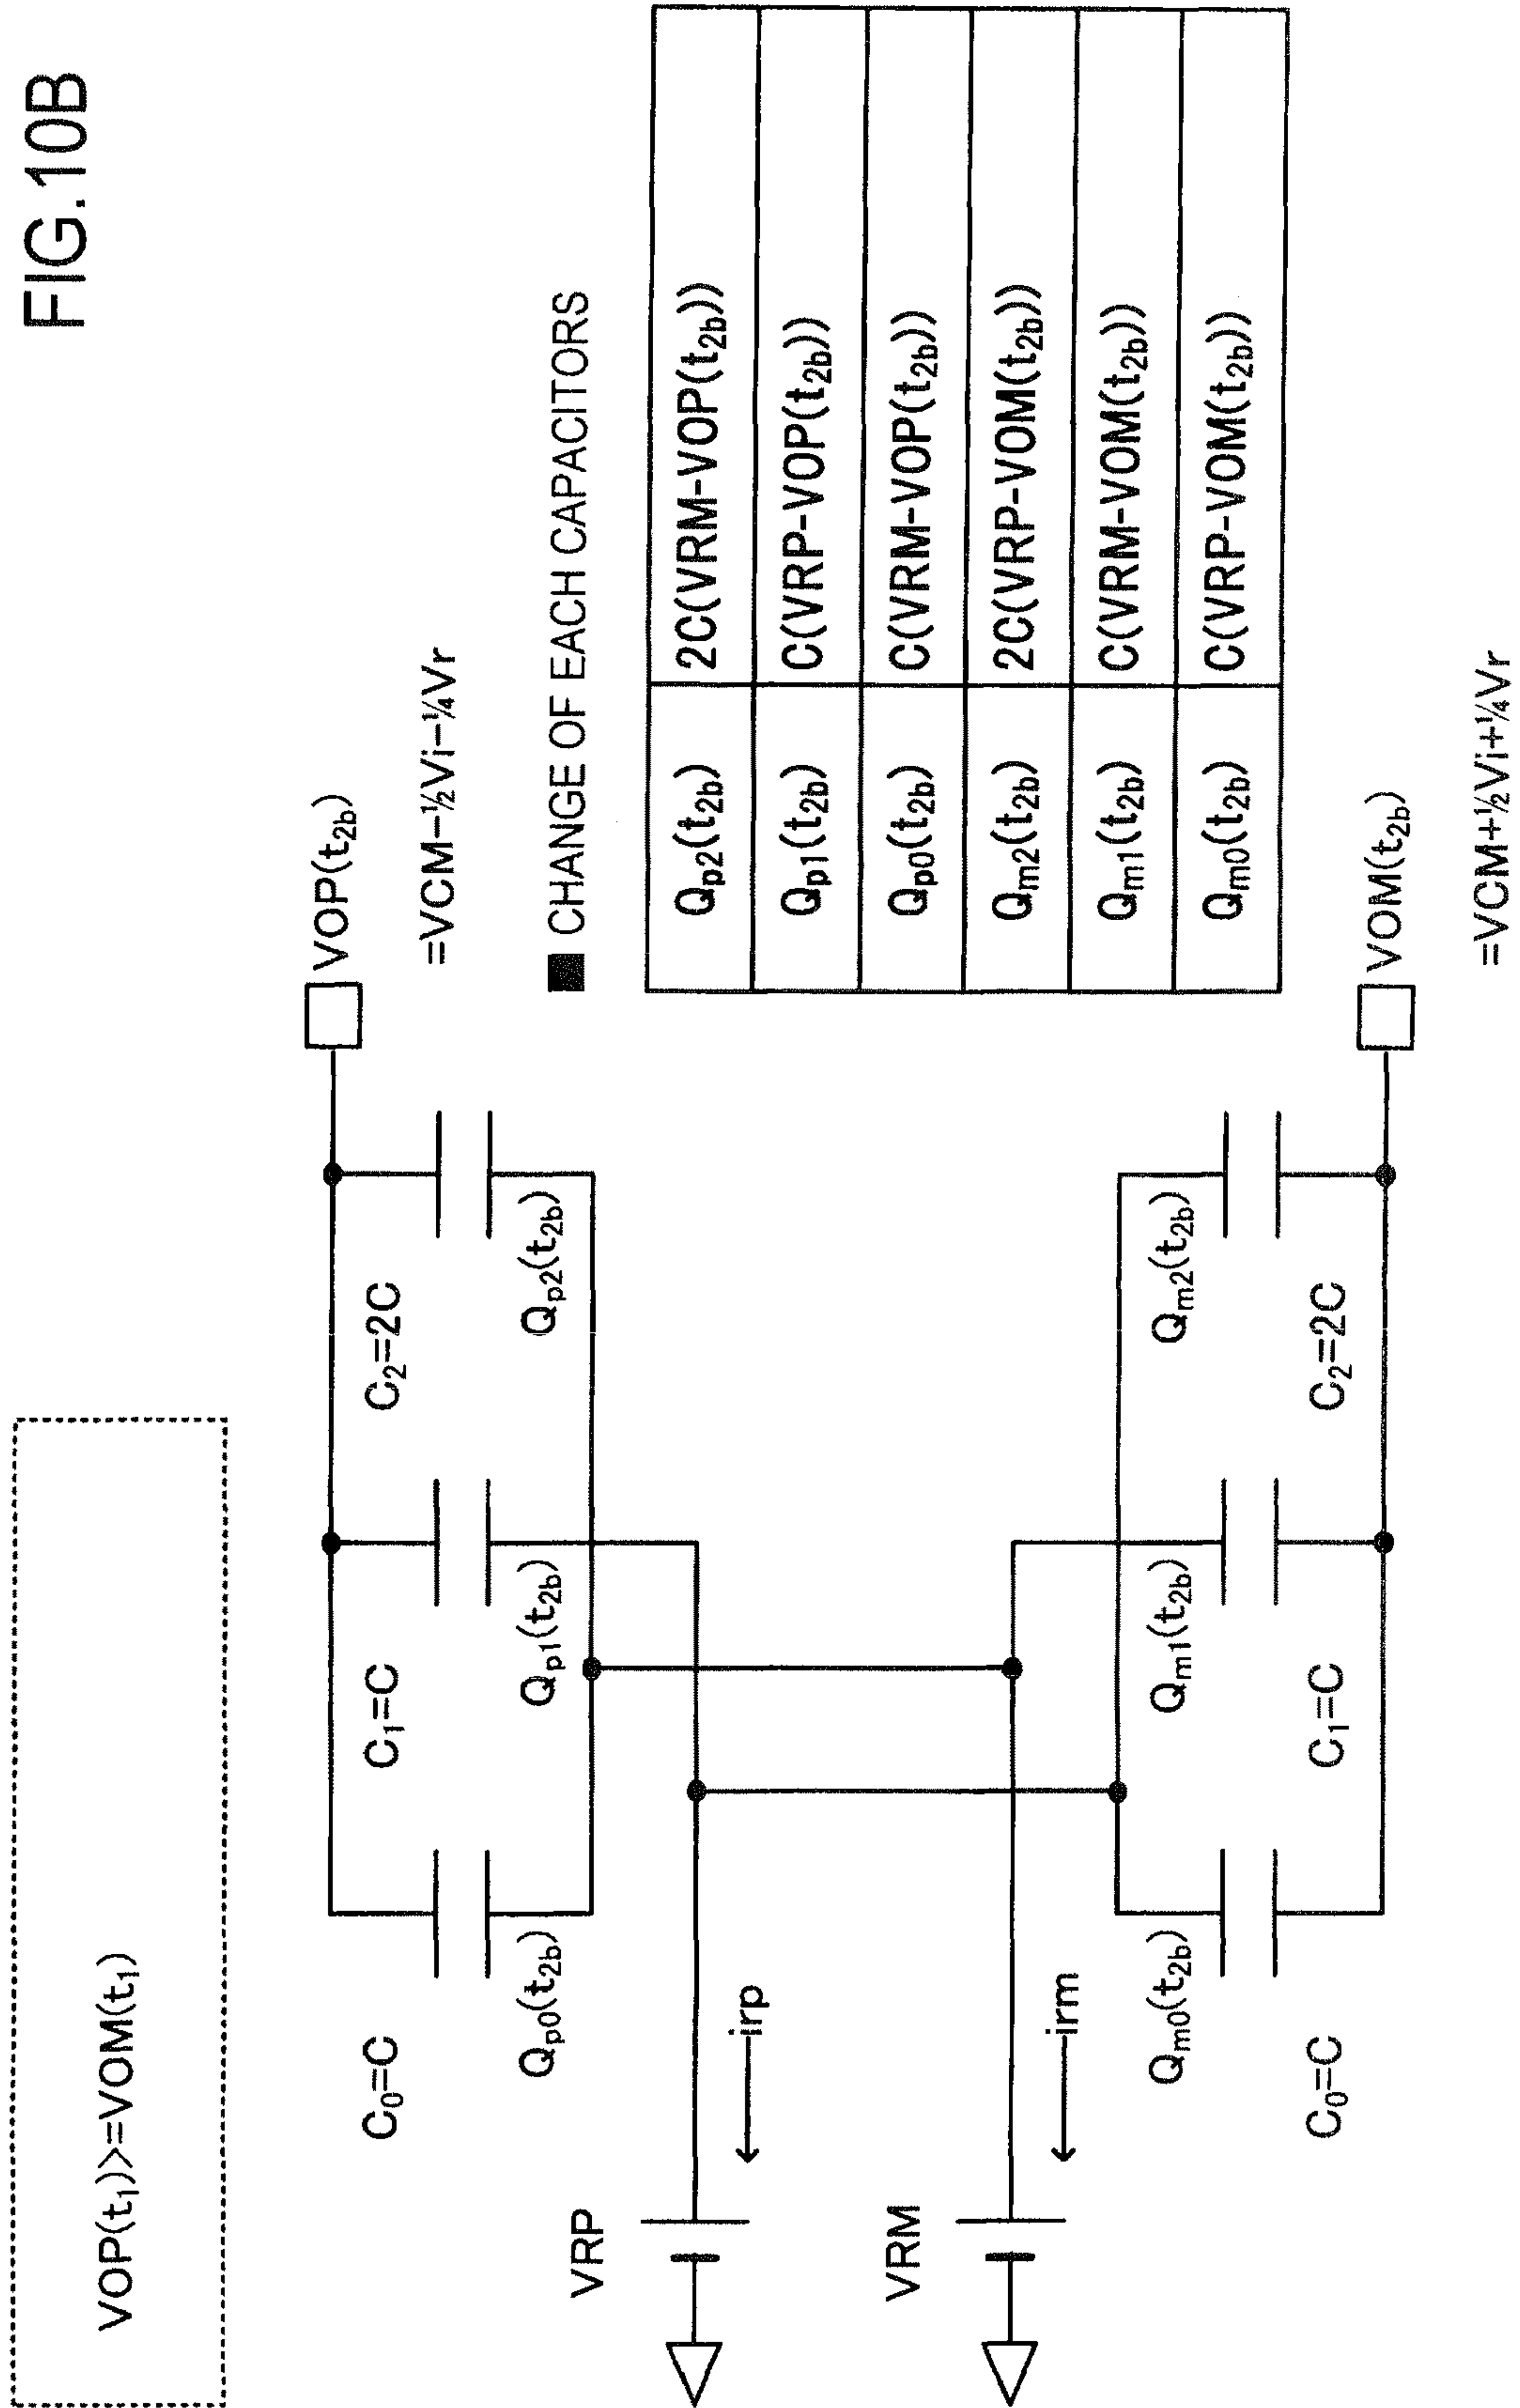 FIG.10B
VOP(t₁)>=VOM(t₁)
VOP(t₂b)
=VCM-½Vi-¼Vr
C₀=C
C₁=C
C₂=2C
Qp0(t₂b)
Qp1(t₂b)
Qp2(t₂b)
■ CHANGE OF EACH CAPACITORS
Qp2(t₂b) 2C(VRM-VOP(t₂b))
Qp1(t₂b) C(VRP-VOP(t₂b))
Qp0(t₂b) C(VRM-VOP(t₂b))
Qm2(t₂b) 2C(VRP-VOM(t₂b))
Qm1(t₂b) C(VRM-VOM(t₂b))
Qm0(t₂b) C(VRP-VOM(t₂b))
VRP
irp
VRM
irm
Qm0(t₂b)
Qm1(t₂b)
Qm2(t₂b)
C₀=C
C₁=C
C₂=2C
VOM(t₂b)
=VCM+½Vi+¼Vr